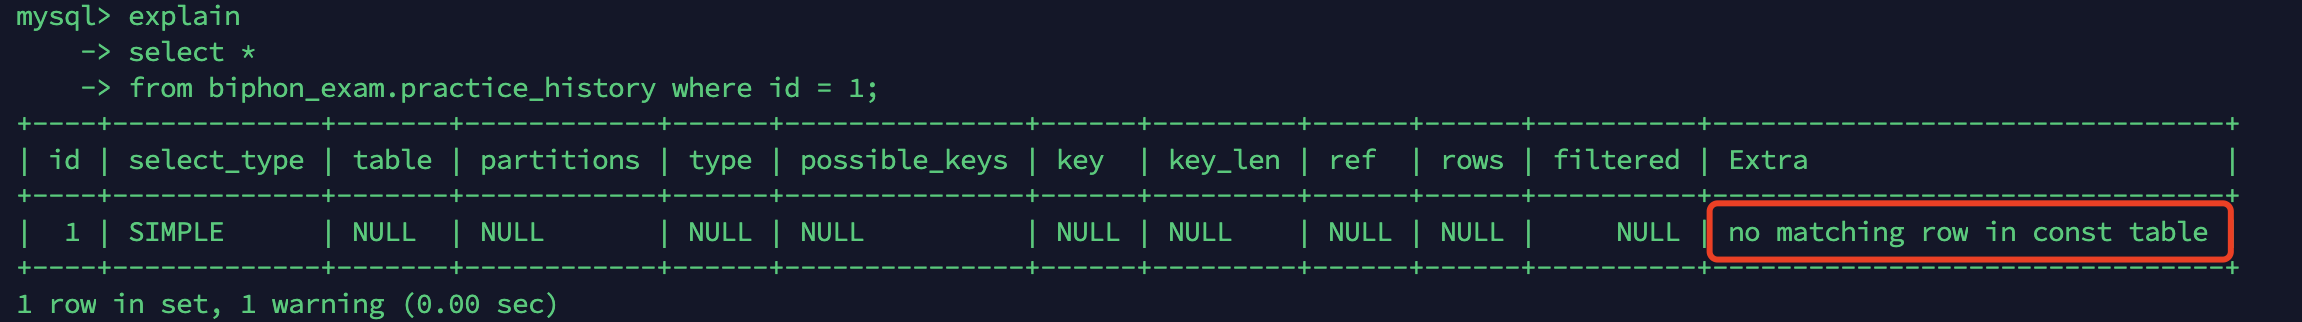 mysql> explain
    -> select *
    -> from biphon_exam.practice_history where id = 1;
+----+-------------+-------+------------+------+---------------+------+---------+------+------+----------+--------------------------------+
| id | select_type | table | partitions | type | possible_keys | key  | key_len | ref  | rows | filtered | Extra                          |
+----+-------------+-------+------------+------+---------------+------+---------+------+------+----------+--------------------------------+
|  1 | SIMPLE      | NULL  | NULL       | NULL | NULL          | NULL | NULL    | NULL | NULL |     NULL | no matching row in const table
+----+-------------+-------+------------+------+---------------+------+---------+------+------+----------+--------------------------------+
1 row in set, 1 warning (0.00 sec)